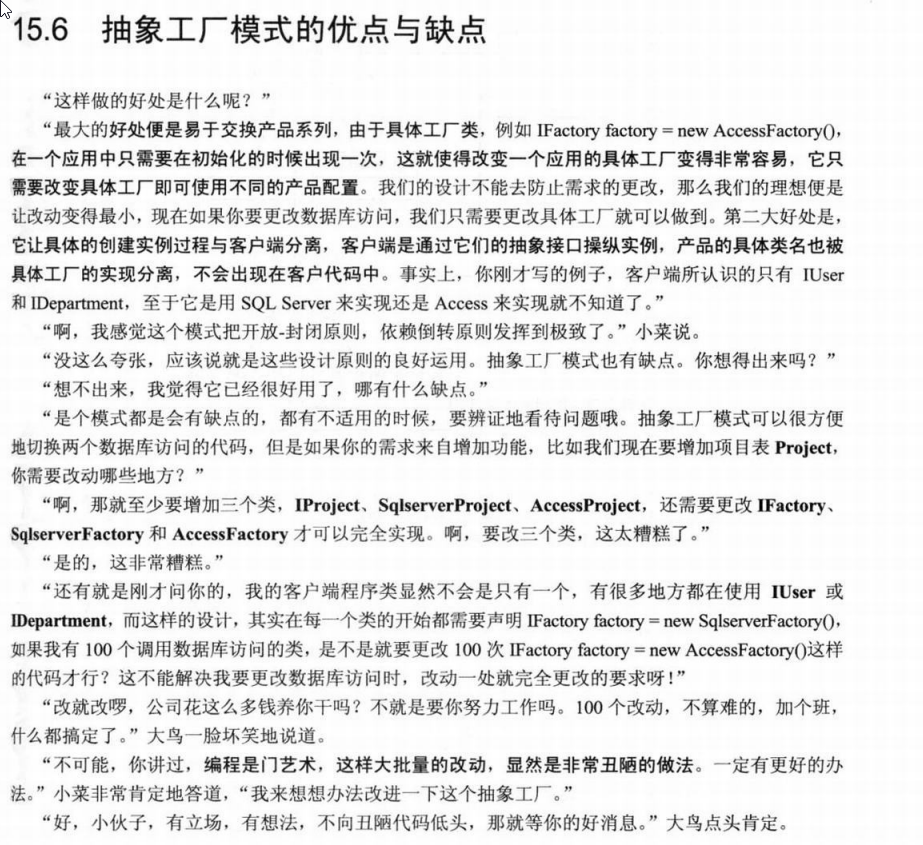 15.6 抽象工厂模式的优点与缺点
“这样做的好处是什么呢？”
“最大的好处便是易于交换产品系列，由于具体工厂类，例如 IFactory factory = new AccessFactory(),
在一个应用中只需要在初始化的时候出现一次，这就使得改变一个应用的具体工厂变得非常容易，它只
需要改变具体工厂即可使用不同的产品配置。我们的设计不能去防止需求的更改，那么我们的理想便是
让改动变得最小，现在如果你要更改数据库访问，我们只需要更改具体工厂就可以做到。第二大好处是，
它让具体的创建实例过程与客户端分离，客户端是通过它们的抽象接口操纵实例，产品的具体类名也被
具体工厂的实现分离，不会出现在客户代码中。事实上，你刚才写的例子，客户端所认识的只有 IUser
和 IDepartment，至于它是用 SQL Server 来实现还是 Access 来实现就不知道了。”
“啊，我感觉这个模式把开放-封闭原则，依赖倒转原则发挥到极致了。”小菜说。
“没这么夸张，应该说就是这些设计原则的良好运用。抽象工厂模式也有缺点。你想得出来吗？”
“想不出来，我觉得它已经很好用了，哪有什么缺点。”
“是个模式都是会有缺点的，都有不适用的时候，要辨证地看待问题哦。抽象工厂模式可以很方便
地切换两个数据库访问的代码，但是如果你的需求来自增加功能，比如我们现在要增加项目表 Project，
你需要改动哪些地方？”
“啊，那就至少要增加三个类，IProject、SqlserverProject、AccessProject，还需要更改 IFactory、
SqlserverFactory 和 AccessFactory 才可以完全实现。啊，要改三个类，这太糟糕了。”
“是的，这非常糟糕。”
“还有就是刚才问你的，我的客户端程序类显然不会是只有一个，有很多地方都在使用 IUser 或
IDepartment，而这样的设计，其实在每一个类的开始都需要声明 IFactory factory = new SqlserverFactory(),
如果我有 100 个调用数据库访问的类，是不是就要更改 100 次 IFactory factory = new AccessFactory()这样
的代码才行？这不能解决我要更改数据库访问时，改动一处就完全更改的要求呀！”
“改就改啰，公司花这么多钱养你干吗？不就是要你努力工作吗。100 个改动，不算难的，加个班，
什么都搞定了。”大鸟一脸坏笑地说道。
“不可能，你讲过，编程是门艺术，这样大批量的改动，显然是非常丑陋的做法。一定有更好的办
法。”小菜非常肯定地答道，“我来想想办法改进一下这个抽象工厂。”
“好，小伙子，有立场，有想法，不向丑陋代码低头，那就等你的好消息。”大鸟点头肯定。